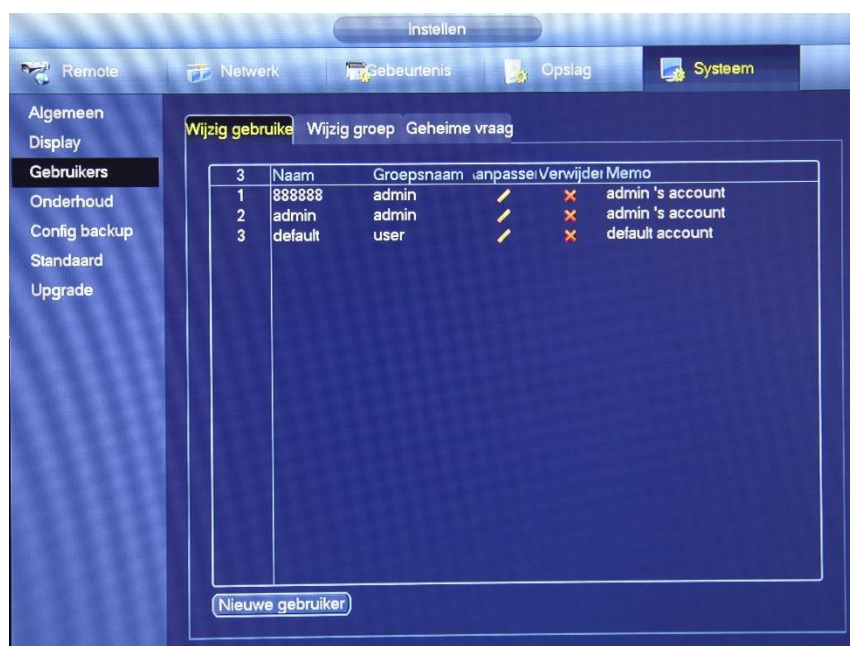 Instellen
Remote Netwerk Gebeurtenis Opslag Systeem
Algemeen
Display
Gebruikers
Onderhoud
Config backup
Standaard
Upgrade
Wijzig gebruike Wijzig groep Geheime vraag
3 Naam Groepsnaam anpasse Verwijder Memo
1 888888 admin admin 's account
2 admin admin admin 's account
3 default user default account
Nieuwe gebruiker